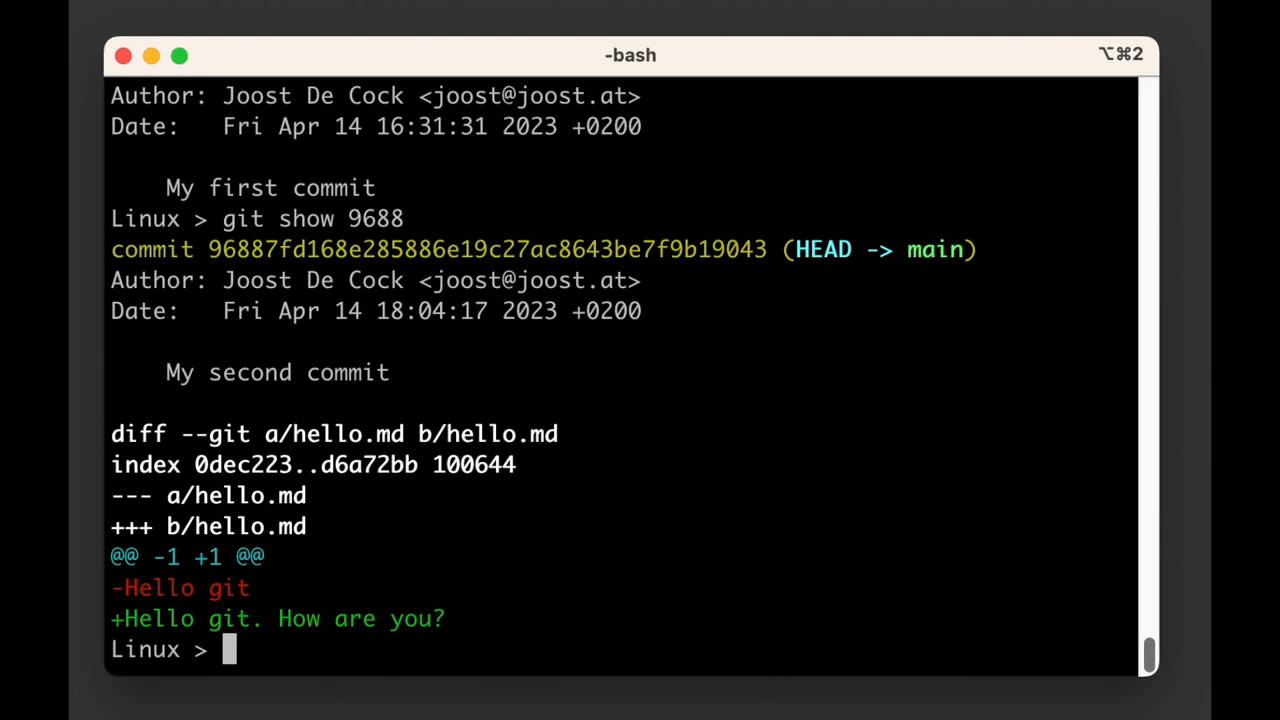 -bash
⌥⌘2
Author: Joost De Cock <joost@joost.at>
Date:   Fri Apr 14 16:31:31 2023 +0200
    My first commit
Linux > git show 9688
commit 96887fd168e285886e19c27ac8643be7f9b19043 (HEAD -> main)
Author: Joost De Cock <joost@joost.at>
Date:   Fri Apr 14 18:04:17 2023 +0200
    My second commit
diff --git a/hello.md b/hello.md
index 0dec223..d6a72bb 100644
--- a/hello.md
+++ b/hello.md
@@ -1 +1 @@
-Hello git
+Hello git. How are you?
Linux >